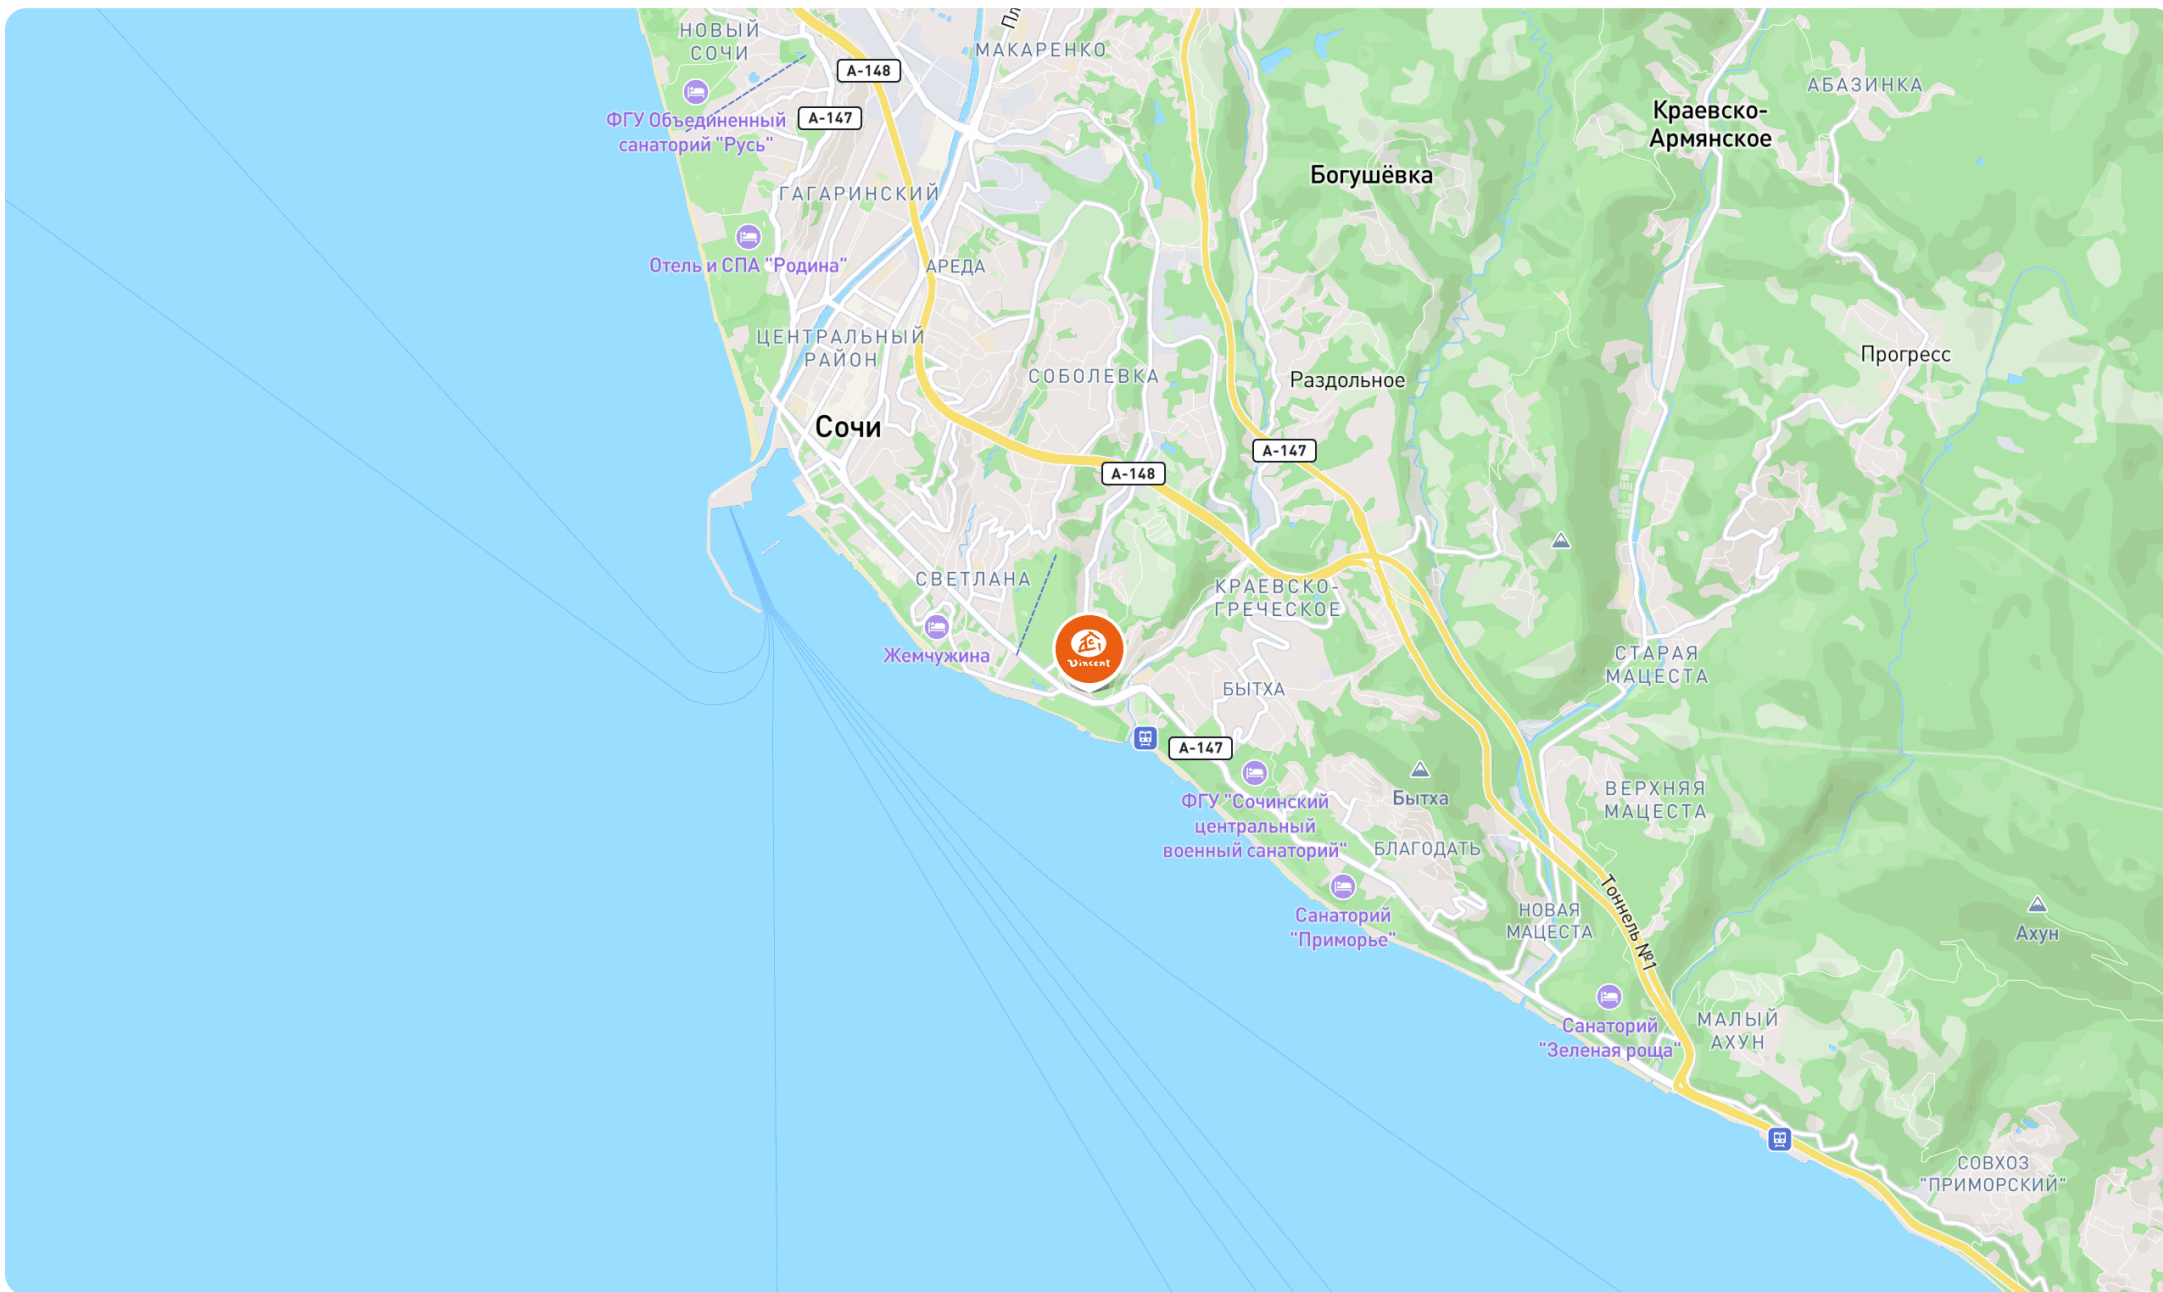 НОВЫЙ
СОЧИ
Пл
МАКАРЕНКО
А-148
АБАЗИНКА
Краевско-
Армянское
ФГУ Объединенный
санаторий "Русь"
А-147
Богушёвка
ГАГАРИНСКИЙ
Отель и СПА "Родина"
АРЕДА
ЦЕНТРАЛЬНЫЙ
РАЙОН
СОБОЛЕВКА
Раздольное
Прогресс
Сочи
А-148
А-147
СВЕТЛАНА
КРАЕВСКО-
ГРЕЧЕСКОЕ
Жемчужина
Vincent
БЫТХА
СТАРАЯ
МАЦЕСТА
А-147
ФГУ "Сочинский
центральный
военный санаторий"
Бытха
ВЕРХНЯЯ
МАЦЕСТА
БЛАГОДАТЬ
Санаторий
"Приморье"
НОВАЯ
МАЦЕСТА
Тоннель №1
Ахун
Санаторий
"Зеленая роща"
МАЛЫЙ
АХУН
СОВХОЗ
"ПРИМОРСКИЙ"